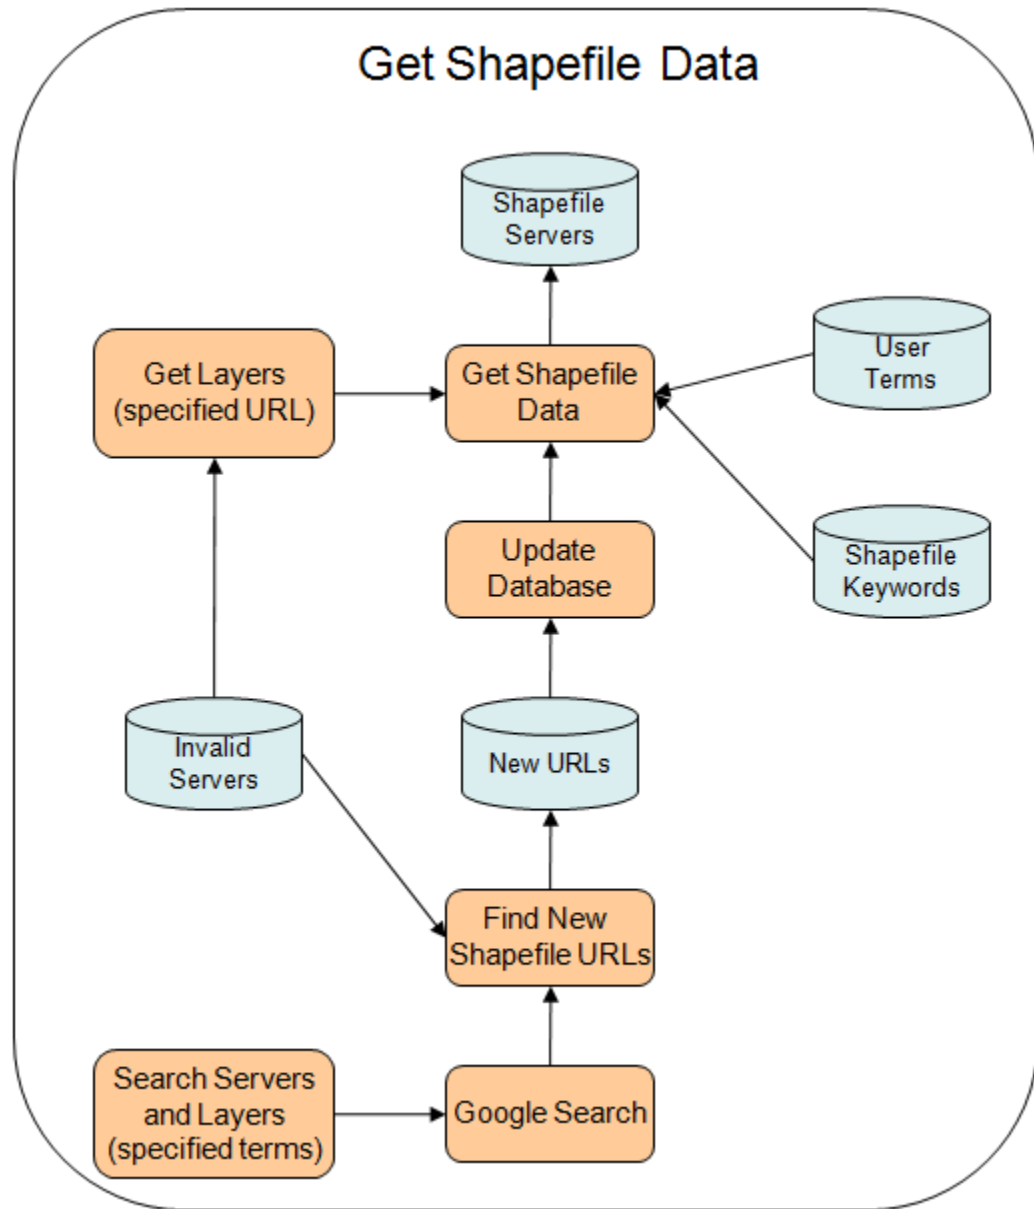 Get Shapefile Data
Shapefile
Servers
Get Layers
(specified URL)
Get Shapefile
Data
User
Terms
Update
Database
Shapefile
Keywords
Invalid
Servers
New URLs
Find New
Shapefile URLs
Search Servers
and Layers
(specified terms)
Google Search